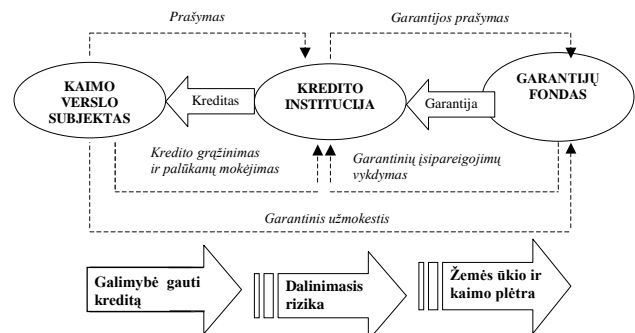 Prašymas
Garantijos prašymas
KAIMO
VERSLO
SUBJEKTAS
Kreditas
KREDITO
INSTITUCIJA
Garantija
GARANTIJŲ
FONDAS
Kredito grąžinimas
ir palūkanų mokėjimas
Garantinių įsipareigojimų
vykdymas
Garantinis užmokestis
Galimybė gauti
kreditą
Dalinimasis
rizika
Žemės ūkio ir
kaimo plėtra